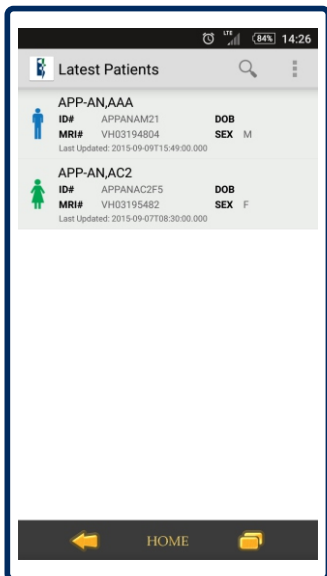 LTE 84% 14:26
Latest Patients
APP-AN,AAA
ID# APPANAM21 DOB
MRI# VH03194804 SEX M
Last Updated: 2015-09-09T15:49:00.000
APP-AN,AC2
ID# APPANAC2F5 DOB
MRI# VH03195482 SEX F
Last Updated: 2015-09-07T08:30:00.000
HOME